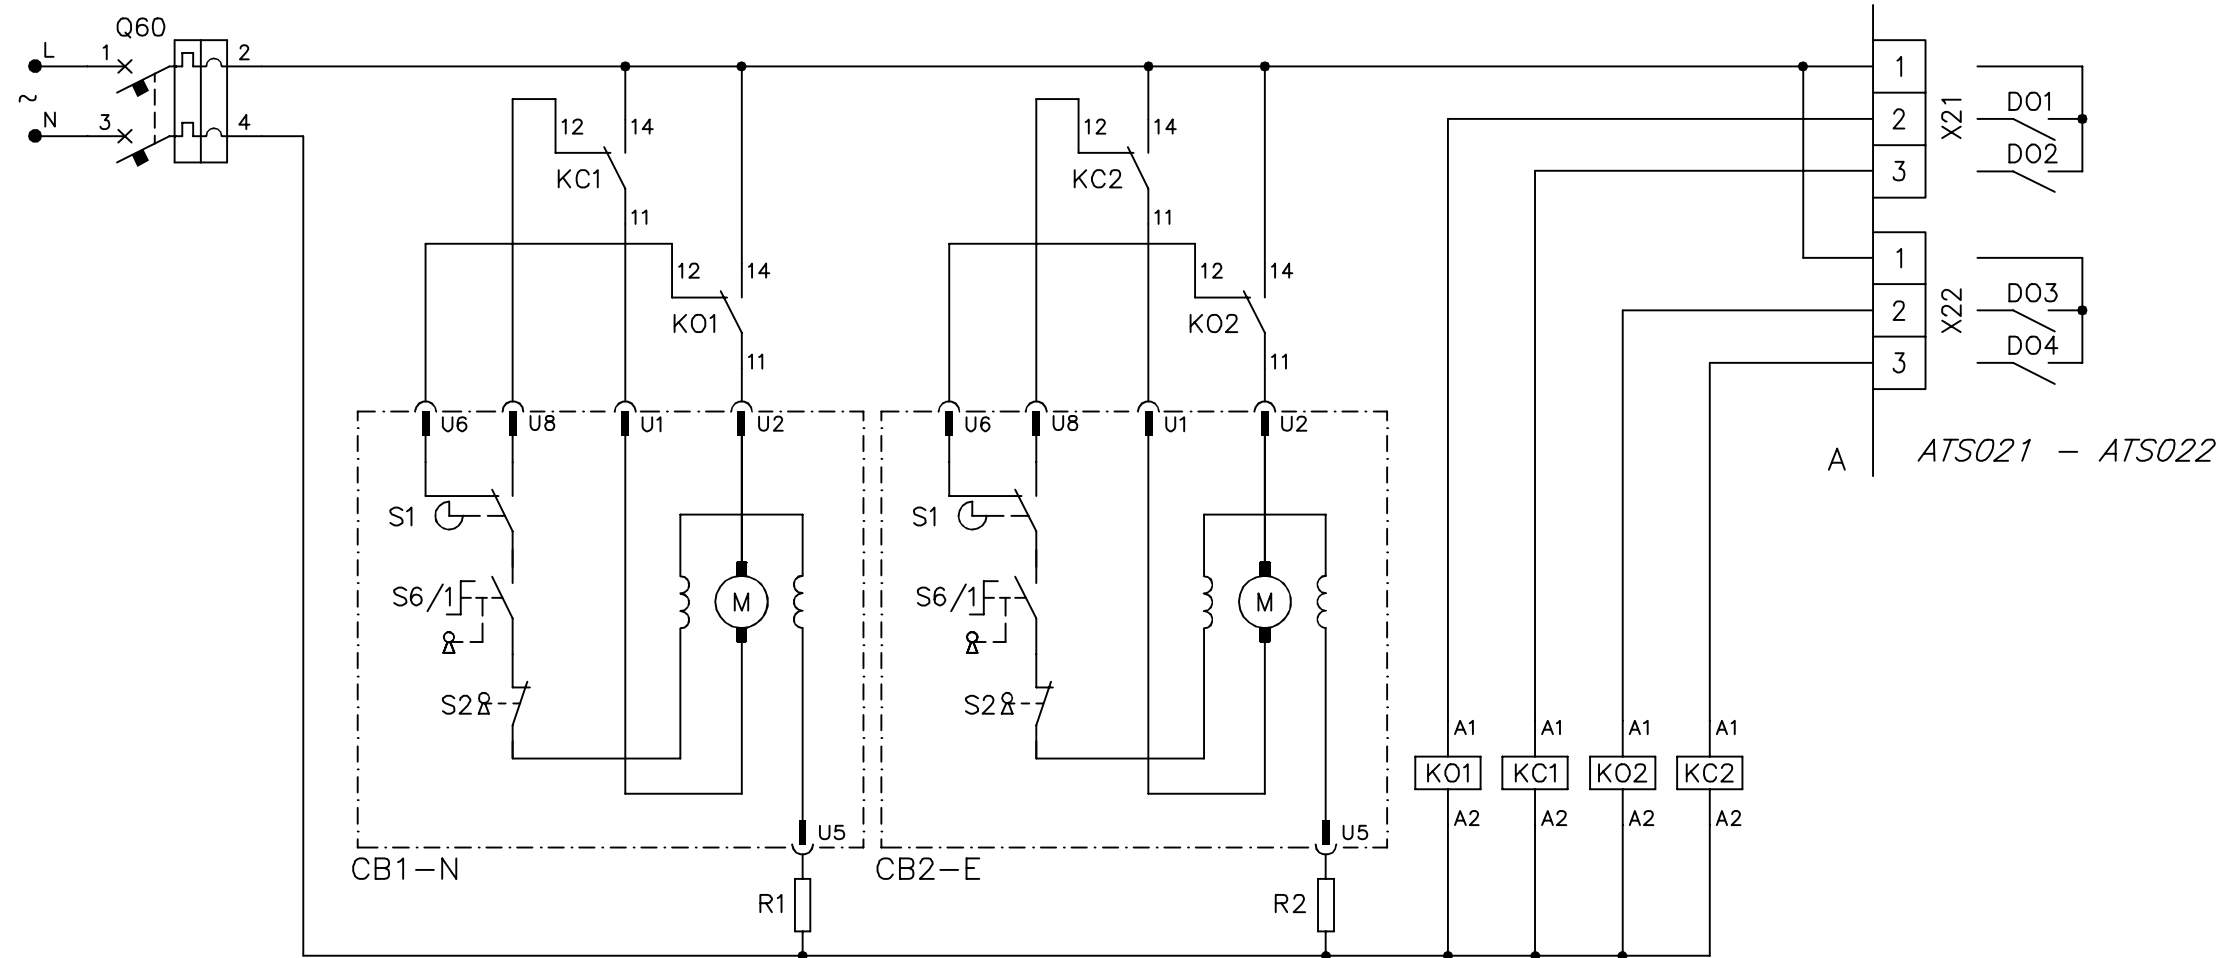 Q60
L 1 2
~
N 3 4
12 14
KC1
11
12 14
KO1
11
12 14
KC2
11
12 14
KO2
11
1
2
3
X21
DO1
DO2
1
2
3
X22
DO3
DO4
A ATS021 - ATS022
U6 U8 U1 U2
S1
S6/1
M
S2
U5
CB1-N
R1
U6 U8 U1 U2
S1
S6/1
M
S2
U5
CB2-E
R2
A1 A1 A1 A1
KO1 KC1 KO2 KC2
A2 A2 A2 A2